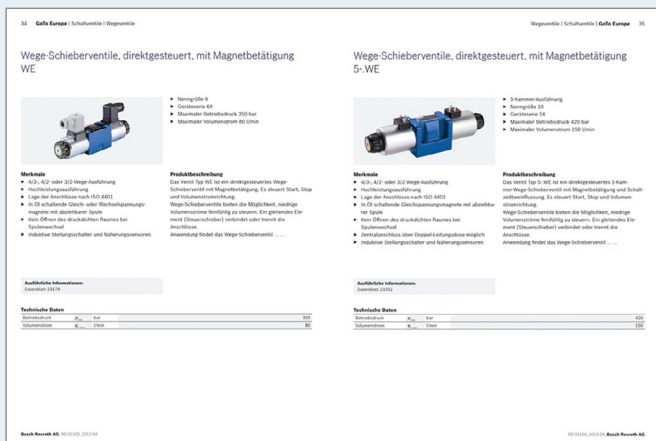 34 GoTo Europe | Schaltventile | Wegeventile
Wege-Schieberventile, direktgesteuert, mit Magnetbetätigung
WE
▶ Nenngröße 6
▶ Geräteserie 6X
▶ Maximaler Betriebsdruck 350 bar
▶ Maximaler Volumenstrom 80 l/min
Merkmale
▶ 4/3-, 4/2- oder 3/2-Wege-Ausführung
▶ Hochleistungsausführung
▶ Lage der Anschlüsse nach ISO 4401
▶ In Öl schaltende Gleich- oder Wechselspannungs-
magnete mit abziehbarer Spule
▶ Kein Öffnen des druckdichten Raumes bei
Spulenwechsel
▶ Induktive Stellungsschalter und Näherungssensoren
Produktbeschreibung
Das Ventil Typ WE ist ein direktgesteuertes Wege-
Schieberventil mit Magnetbetätigung. Es steuert Start, Stop
und Volumenstromrichtung.
Wege-Schieberventile bieten die Möglichkeit, niedrige
Volumenströme feinfühlig zu steuern. Ein gleitendes Ele-
ment (Steuerschieber) verbindet oder trennt die
Anschlüsse.
Anwendung findet das Wege-Schieberventil ... ...
Ausführliche Informationen:
Datenblatt 23178
Technische Daten
Betriebsdruck bar 350
Volumenstrom l/min 80
Bosch Rexroth AG, RD 01500, 2013-04
Wegeventile | Schaltventile | GoTo Europe 35
Wege-Schieberventile, direktgesteuert, mit Magnetbetätigung
5-.WE
▶ 5-Kammer-Ausführung
▶ Nenngröße 10
▶ Geräteserie 5X
▶ Maximaler Betriebsdruck 420 bar
▶ Maximaler Volumenstrom 150 l/min
Merkmale
▶ 4/3-, 4/2- oder 3/2-Wege-Ausführung
▶ Hochleistungsausführung
▶ Lage der Anschlüsse nach ISO 4401
▶ In Öl schaltende Gleichspannungsmagnete mit abziehba-
rer Spule
▶ Kein Öffnen des druckdichten Raumes bei
Spulenwechsel
▶ Zentralanschluss über Doppel-Leitungsdose möglich
▶ Induktive Stellungsschalter und Näherungssensoren
Produktbeschreibung
Das Ventil Typ 5-.WE ist ein direktgesteuertes 5-Kam-
mer-Wege-Schieberventil mit Magnetbetätigung und Schalt-
zeitbeeinflussung. Es steuert Start, Stop und Volumen
stromrichtung.
Wege-Schieberventile bieten die Möglichkeit, niedrige
Volumenströme feinfühlig zu steuern. Ein gleitendes Ele-
ment (Steuerschieber) verbindet oder trennt die
Anschlüsse.
Anwendung findet das Wege-Schieberventil ... ...
Ausführliche Informationen:
Datenblatt 23352
Technische Daten
Betriebsdruck bar 420
Volumenstrom l/min 150
RD 01500, 2013-04, Bosch Rexroth AG